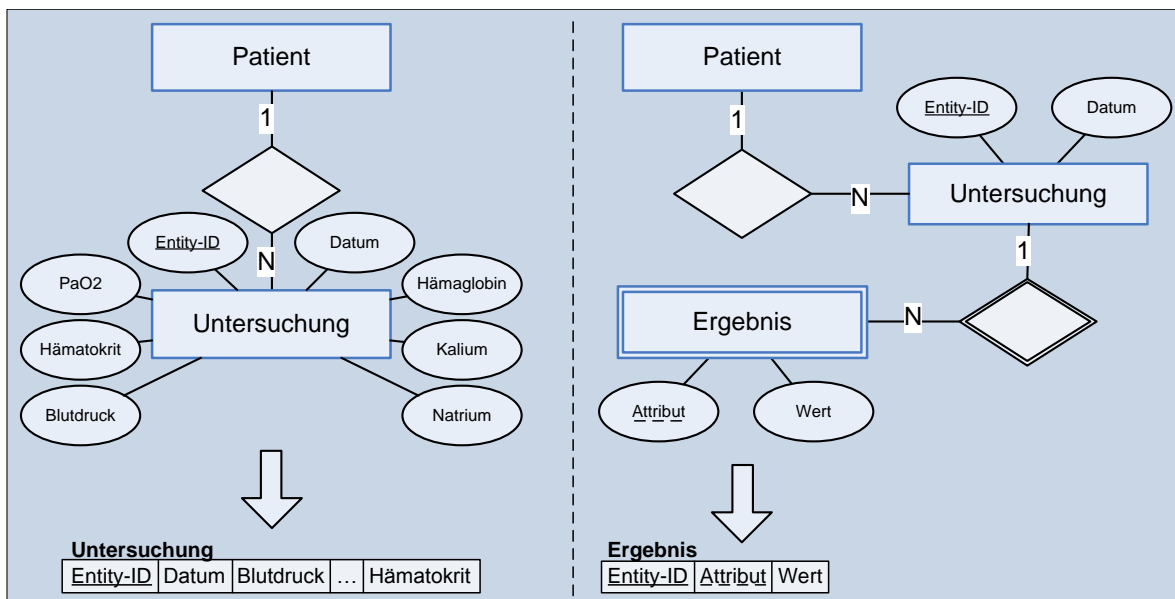 Patient
1
N
Entity-ID
Datum
PaO2
Hämaglobin
Untersuchung
Hämatokrit
Kalium
Blutdruck
Natrium
Untersuchung
Entity-ID Datum Blutdruck … Hämatokrit
Patient
1
Entity-ID
Datum
N
Untersuchung
1
Ergebnis
N
Attribut
Wert
Ergebnis
Entity-ID Attribut Wert